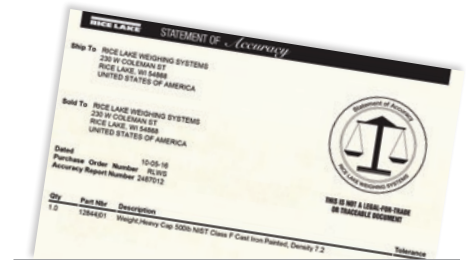 RICE LAKE STATEMENT OF Accuracy
Ship To RICE LAKE WEIGHING SYSTEMS
230 W COLEMAN ST
RICE LAKE, WI 54868
UNITED STATES OF AMERICA
Sold To RICE LAKE WEIGHING SYSTEMS
230 W COLEMAN ST
RICE LAKE, WI 54868
UNITED STATES OF AMERICA
Dated 10-05-16
Purchase Order Number RLWS
Accuracy Report Number 2487012
Statement of Accuracy
RICE LAKE WEIGHING SYSTEMS
THIS IS NOT A LEGAL-FOR-TRADE
OR TRACEABLE DOCUMENT
Qty Part Nbr Description Tolerance
1.0 12844J01 Weight,Heavy Cap 500lb NIST Class F Cast Iron Painted, Density 7.2